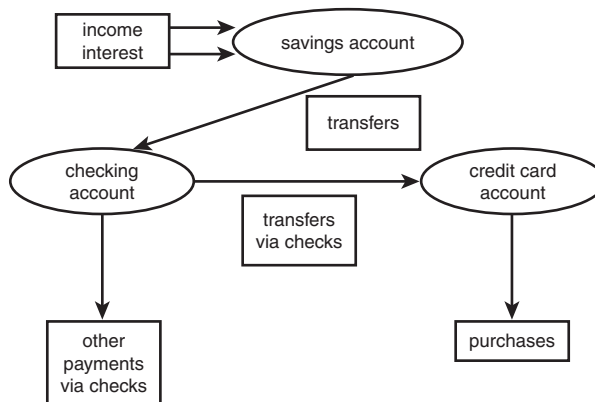 income
interest
savings account
transfers
checking
account
credit card
account
transfers
via checks
other
payments
via checks
purchases